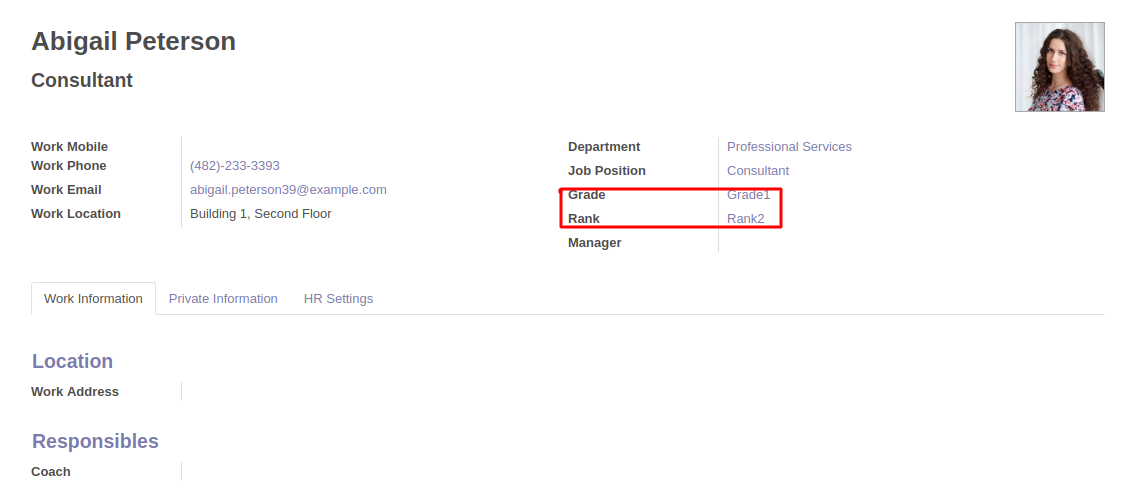 Abigail Peterson
Consultant
Work Mobile
Work Phone (482)-233-3393
Work Email abigail.peterson39@example.com
Work Location Building 1, Second Floor
Department Professional Services
Job Position Consultant
Grade Grade1
Rank Rank2
Manager
Work Information Private Information HR Settings
Location
Work Address
Responsibles
Coach